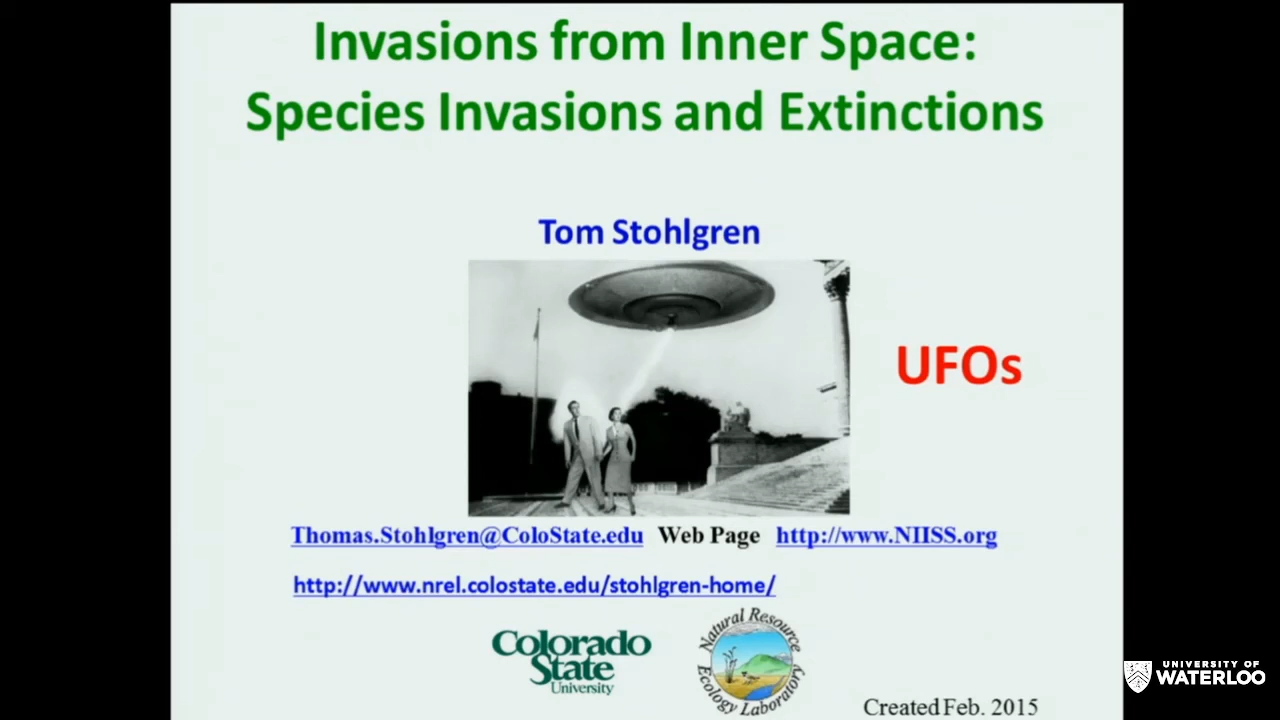 Invasions from Inner Space:
Species Invasions and Extinctions
Tom Stohlgren
UFOs
Thomas.Stohlgren@ColoState.edu Web Page http://www.NIISS.org
http://www.nrel.colostate.edu/stohlgren-home/
Colorado
State
University
Natural Resource
Ecology Laboratory
Created Feb. 2015
UNIVERSITY OF
WATERLOO